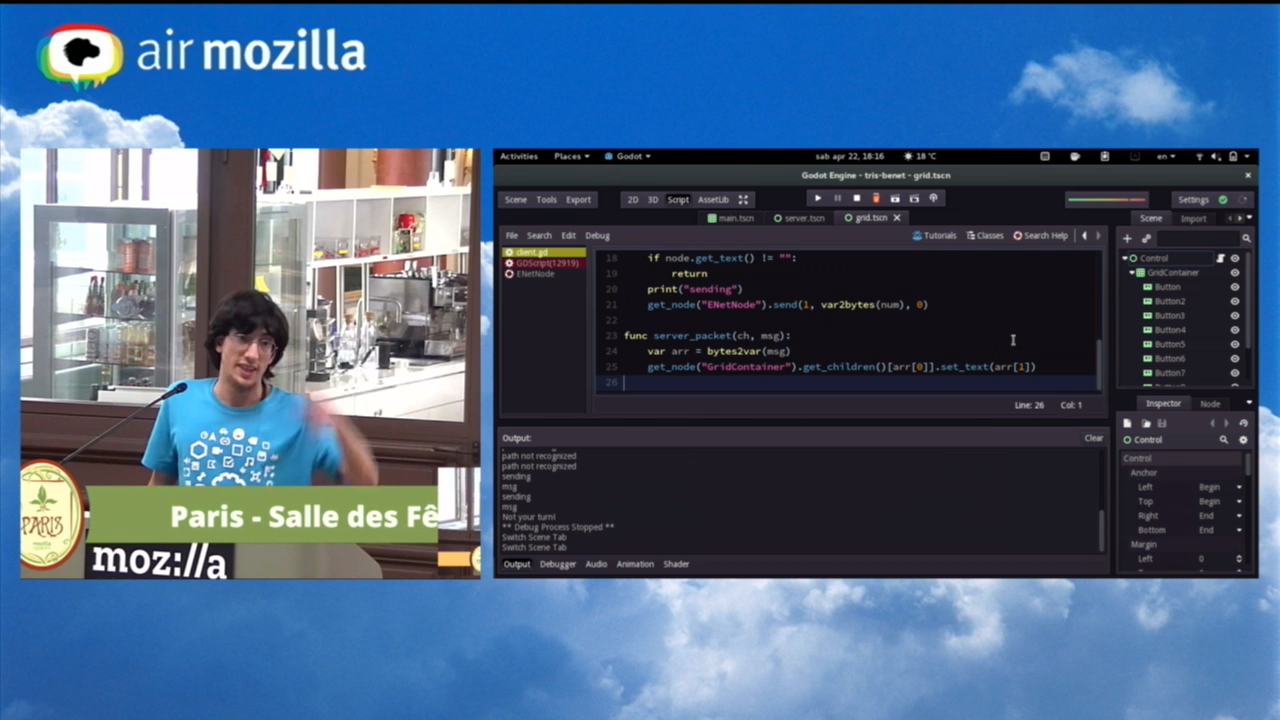 air mozilla
Activities Places Godot sab apr 22, 18:16 18 °C en
Godot Engine - tris-benet - grid.tscn
Scene Tools Export 2D 3D Script AssetLib Settings
main.tscn server.tscn grid.tscn Scene Import
File Search Edit Debug Tutorials Classes Search Help
client.gd
GDScript(12919)
ENetNode
18 if node.get_text() != "":
19 return
20 print("sending")
21 get_node("ENetNode").send(1, var2bytes(num), 0)
22
23 func server_packet(ch, msg):
24 var arr = bytes2var(msg)
25 get_node("GridContainer").get_children()[arr[0]].set_text(arr[1])
26
Line: 26 Col: 1
Control
GridContainer
Button
Button2
Button3
Button4
Button5
Button6
Button7
Inspector Node
Control
Control
Anchor
Left Begin
Top Begin
Right End
Bottom End
Margin
Left 0
Output: Clear
path not recognized
path not recognized
sending
msg
sending
msg
Not your turn!
** Debug Process Stopped **
Switch Scene Tab
Switch Scene Tab
Output Debugger Audio Animation Shader
PARIS
mozilla
Paris - Salle des Fê
moz://a